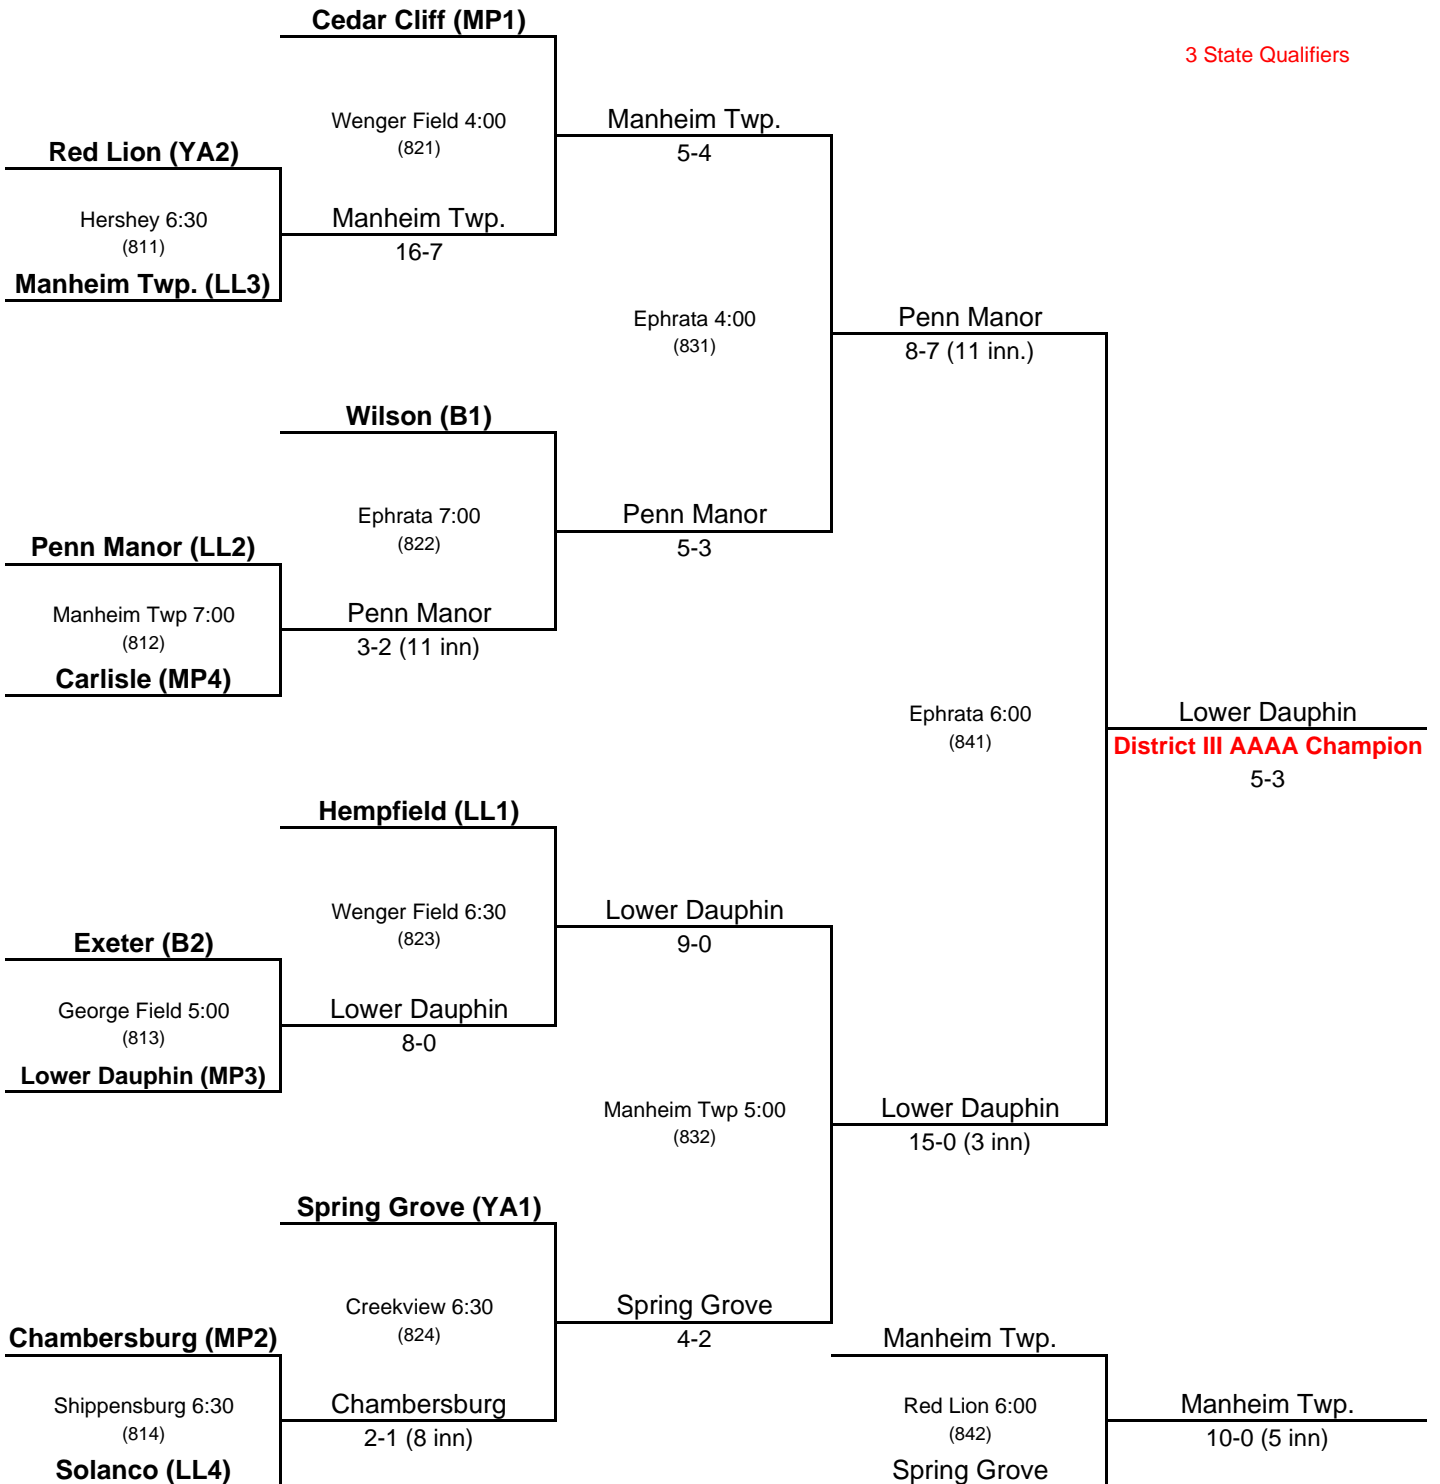 Cedar Cliff (MP1)
3 State Qualifiers
Wenger Field 4:00
(821)
Manheim Twp.
5-4
Red Lion (YA2)
Hershey 6:30
(811)
Manheim Twp.
16-7
Manheim Twp. (LL3)
Ephrata 4:00
(831)
Penn Manor
8-7 (11 inn.)
Wilson (B1)
Ephrata 7:00
(822)
Penn Manor
5-3
Penn Manor (LL2)
Manheim Twp 7:00
(812)
Penn Manor
3-2 (11 inn)
Carlisle (MP4)
Ephrata 6:00
(841)
Lower Dauphin
District III AAAA Champion
5-3
Hempfield (LL1)
Wenger Field 6:30
(823)
Lower Dauphin
9-0
Exeter (B2)
George Field 5:00
(813)
Lower Dauphin
8-0
Lower Dauphin (MP3)
Manheim Twp 5:00
(832)
Lower Dauphin
15-0 (3 inn)
Spring Grove (YA1)
Creekview 6:30
(824)
Spring Grove
4-2
Chambersburg (MP2)
Manheim Twp.
Shippensburg 6:30
(814)
Chambersburg
2-1 (8 inn)
Red Lion 6:00
(842)
Manheim Twp.
10-0 (5 inn)
Solanco (LL4)
Spring Grove